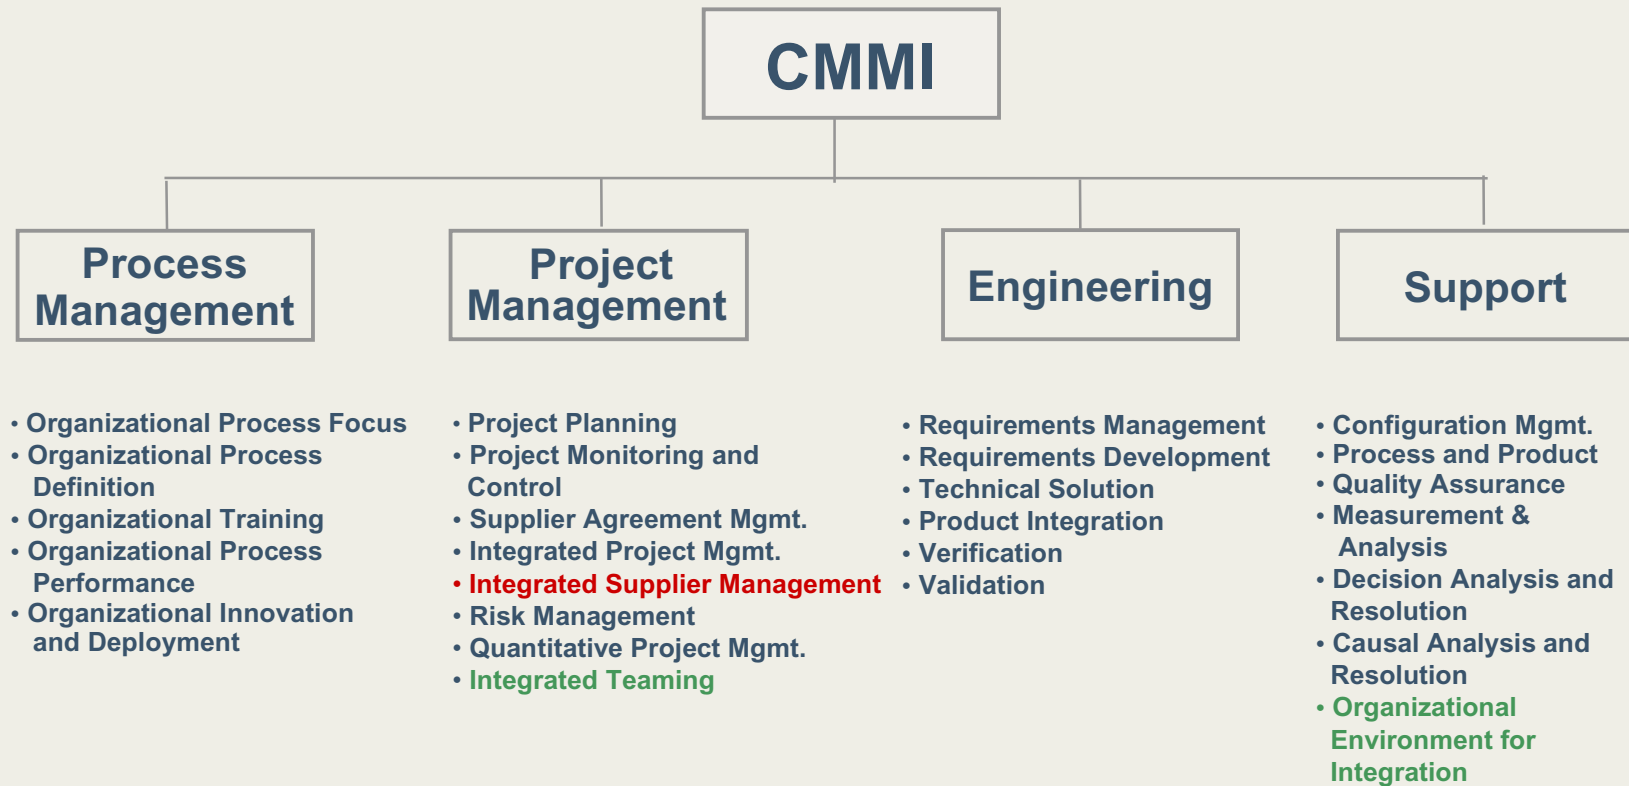 CMMI
Process
Management
Project
Management
Engineering
Support
• Organizational Process Focus
• Organizational Process
Definition
• Organizational Training
• Organizational Process
Performance
• Organizational Innovation
and Deployment
• Project Planning
• Project Monitoring and
Control
• Supplier Agreement Mgmt.
• Integrated Project Mgmt.
• Integrated Supplier Management
• Risk Management
• Quantitative Project Mgmt.
• Integrated Teaming
• Requirements Management
• Requirements Development
• Technical Solution
• Product Integration
• Verification
• Validation
• Configuration Mgmt.
• Process and Product
• Quality Assurance
• Measurement &
Analysis
• Decision Analysis and
Resolution
• Causal Analysis and
Resolution
• Organizational
Environment for
Integration